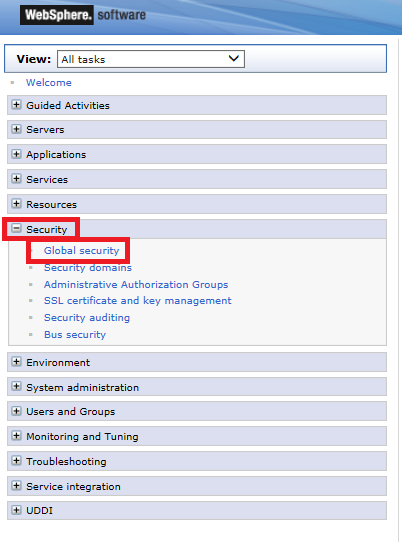 WebSphere. software
View: All tasks
Welcome
Guided Activities
Servers
Applications
Services
Resources
Security
Global security
Security domains
Administrative Authorization Groups
SSL certificate and key management
Security auditing
Bus security
Environment
System administration
Users and Groups
Monitoring and Tuning
Troubleshooting
Service integration
UDDI